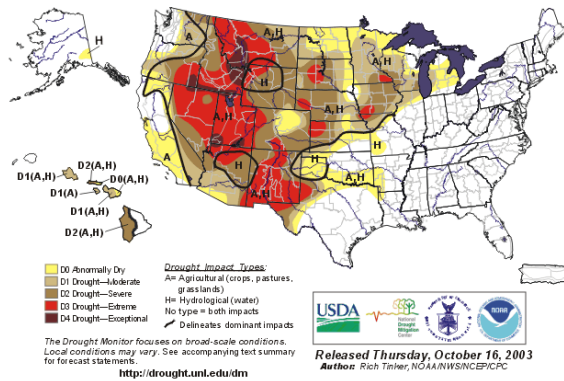 H
A
A,H
H
A,H
A,H
H
A,H
H
H
A
H
A,H
A,H
D2(A,H)
D1(A,H)
D0(A,H)
D1(A)
D1(A,H)
D2(A,H)
D0 Abnormally Dry
D1 Drought—Moderate
D2 Drought—Severe
D3 Drought—Extreme
D4 Drought—Exceptional
Drought Impact Types:
A= Agricultural (crops, pastures,
grasslands)
H= Hydrological (water)
No type = both impacts
Delineates dominant impacts
The Drought Monitor focuses on broad-scale conditions.
Local conditions may vary. See accompanying text summary
for forecast statements.
http://drought.unl.edu/dm
USDA
National
Drought
Mitigation
Center
NOAA
Released Thursday, October 16, 2003
Author: Rich Tinker, NOAA/NWS/NCEP/CPC